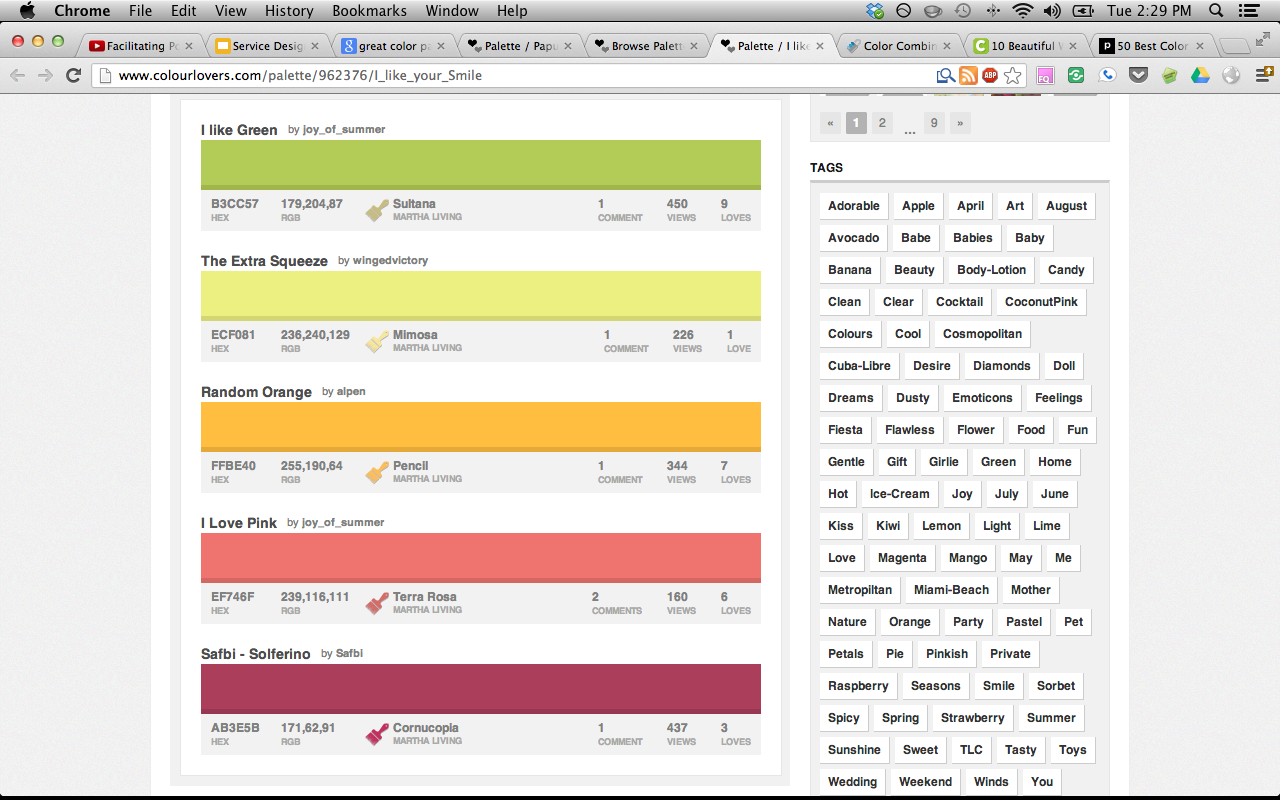 Chrome File Edit View History Bookmarks Window Help Tue 2:29 PM
Facilitating P Service Desig great color pa Palette / Papu Browse Palett Palette / I like Color Combin 10 Beautiful 50 Best Color
www.colourlovers.com/palette/962376/I_like_your_Smile
ABP FQ
I like Green by joy_of_summer
B3CC57 179,204,87 Sultana 1 450 9
HEX RGB MARTHA LIVING COMMENT VIEWS LOVES
The Extra Squeeze by wingedvictory
ECF081 236,240,129 Mimosa 1 226 1
HEX RGB MARTHA LIVING COMMENT VIEWS LOVE
Random Orange by alpen
FFBE40 255,190,64 Pencil 1 344 7
HEX RGB MARTHA LIVING COMMENT VIEWS LOVES
I Love Pink by joy_of_summer
EF746F 239,116,111 Terra Rosa 2 160 6
HEX RGB MARTHA LIVING COMMENTS VIEWS LOVES
Safbi - Solferino by Safbi
AB3E5B 171,62,91 Cornucopia 1 437 3
HEX RGB MARTHA LIVING COMMENT VIEWS LOVES
« 1 2 ... 9 »
TAGS
Adorable Apple April Art August
Avocado Babe Babies Baby
Banana Beauty Body-Lotion Candy
Clean Clear Cocktail CoconutPink
Colours Cool Cosmopolitan
Cuba-Libre Desire Diamonds Doll
Dreams Dusty Emoticons Feelings
Fiesta Flawless Flower Food Fun
Gentle Gift Girlie Green Home
Hot Ice-Cream Joy July June
Kiss Kiwi Lemon Light Lime
Love Magenta Mango May Me
Metropiltan Miami-Beach Mother
Nature Orange Party Pastel Pet
Petals Pie Pinkish Private
Raspberry Seasons Smile Sorbet
Spicy Spring Strawberry Summer
Sunshine Sweet TLC Tasty Toys
Wedding Weekend Winds You